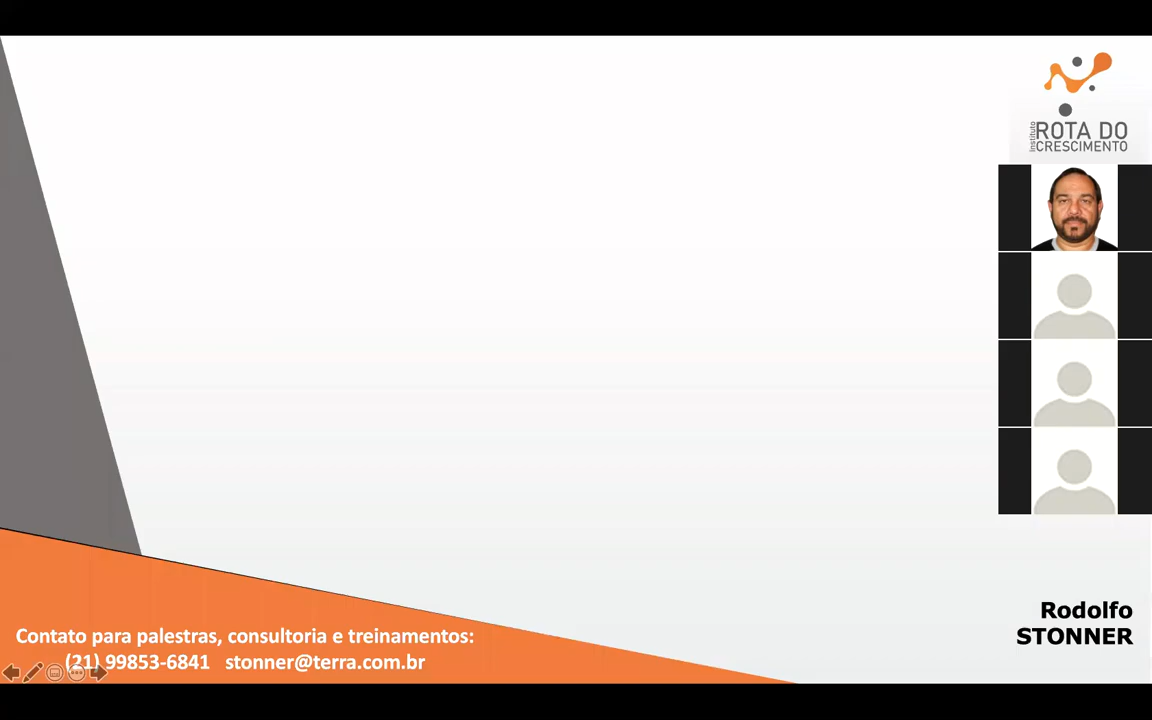 Instituto
ROTA DO
CRESCIMENTO
Rodolfo
STONNER
Contato para palestras, consultoria e treinamentos:
(21) 99853-6841 stonner@terra.com.br